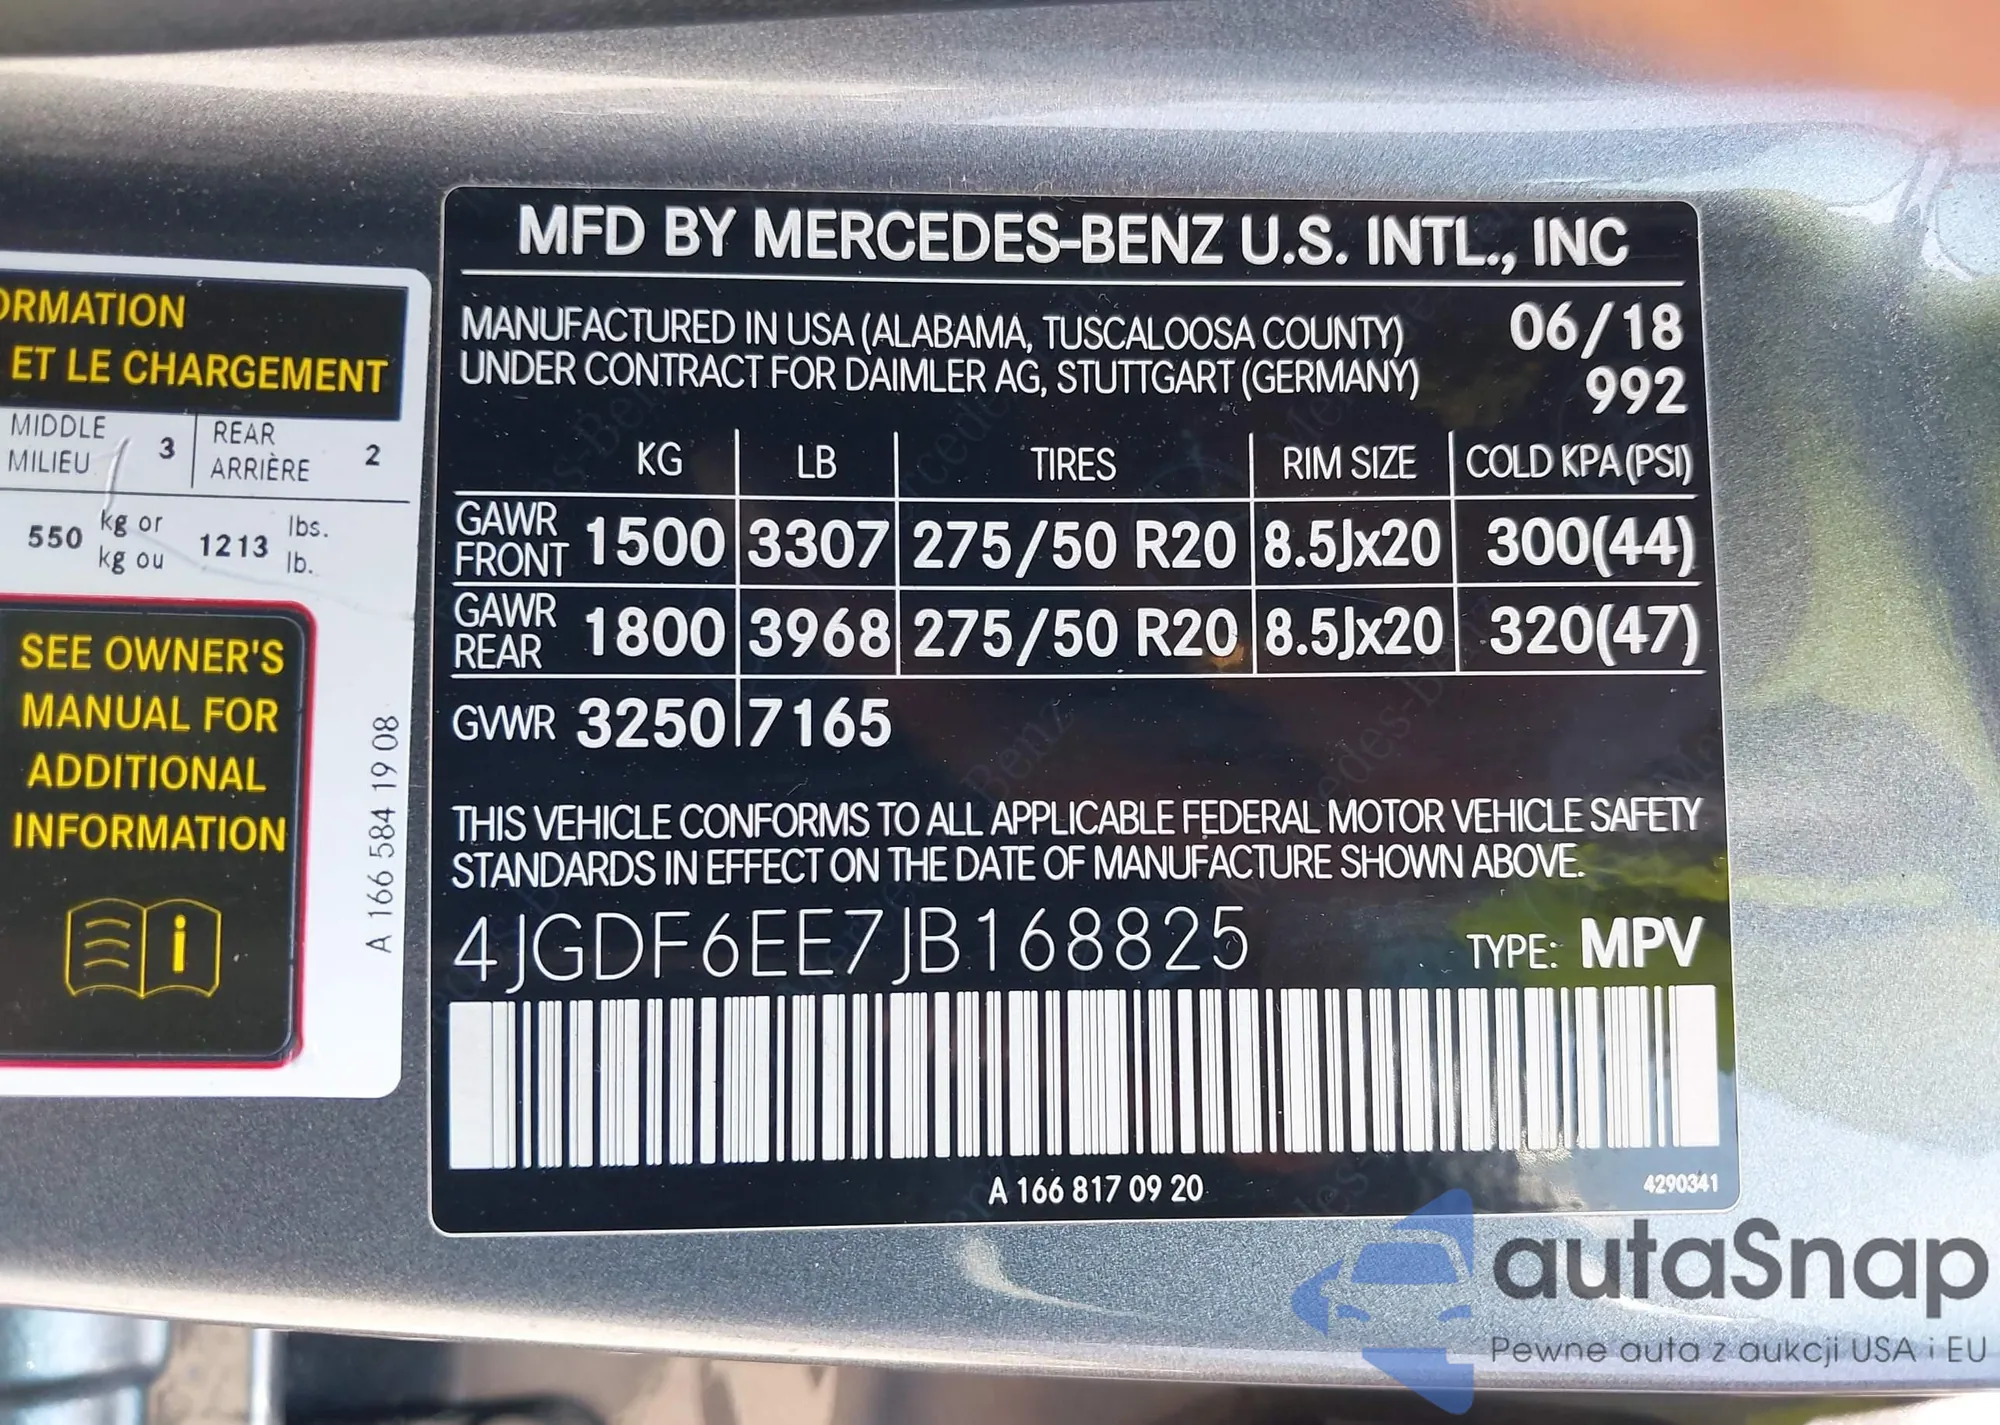 ORMATION
ET LE CHARGEMENT
MIDDLE
MILIEU
3
REAR
ARRIÈRE
2
550
kg or
kg ou
1213
lbs.
lb.
SEE OWNER'S
MANUAL FOR
ADDITIONAL
INFORMATION
i
A 166 584 19 08
MFD BY MERCEDES-BENZ U.S. INTL., INC
MANUFACTURED IN USA (ALABAMA, TUSCALOOSA COUNTY) 06/18
UNDER CONTRACT FOR DAIMLER AG, STUTTGART (GERMANY) 992
KG LB TIRES RIM SIZE COLD KPA (PSI)
GAWR FRONT 1500 3307 275/50 R20 8.5Jx20 300(44)
GAWR REAR 1800 3968 275/50 R20 8.5Jx20 320(47)
GVWR 3250 7165
THIS VEHICLE CONFORMS TO ALL APPLICABLE FEDERAL MOTOR VEHICLE SAFETY
STANDARDS IN EFFECT ON THE DATE OF MANUFACTURE SHOWN ABOVE.
4JGDF6EE7JB168825 TYPE: MPV
A 166 817 09 20 4290341
autaSnap
Pewne auta z aukcji USA i EU